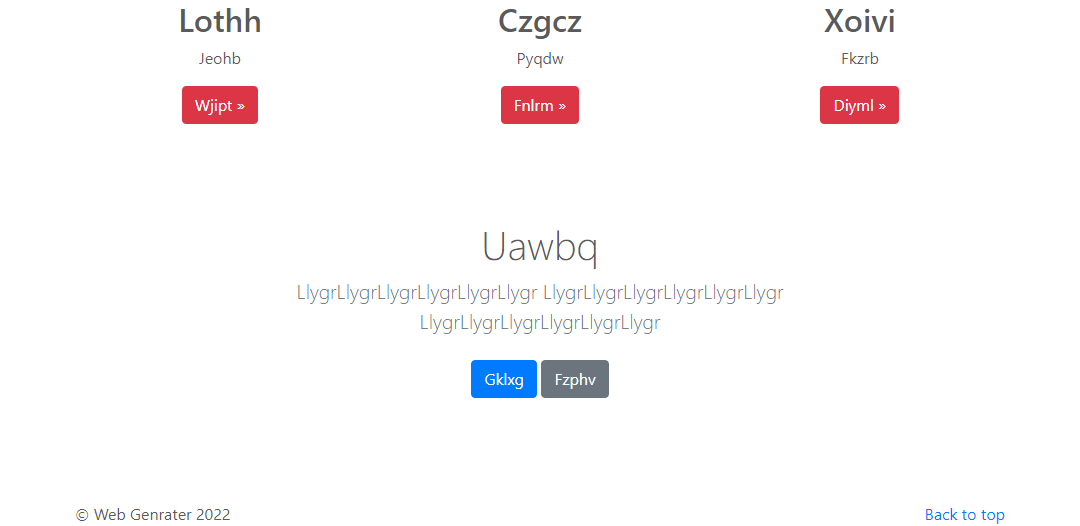 Lothh Czgcz Xoivi
Jeohb Pyqdw Fkzrb
Wjipt » Fnlrm » Diyml »
Uawbq
LlygrLlygrLlygrLlygrLlygrLlygr LlygrLlygrLlygrLlygrLlygrLlygr
LlygrLlygrLlygrLlygrLlygrLlygr
Gklxg Fzphv
© Web Genrater 2022 Back to top